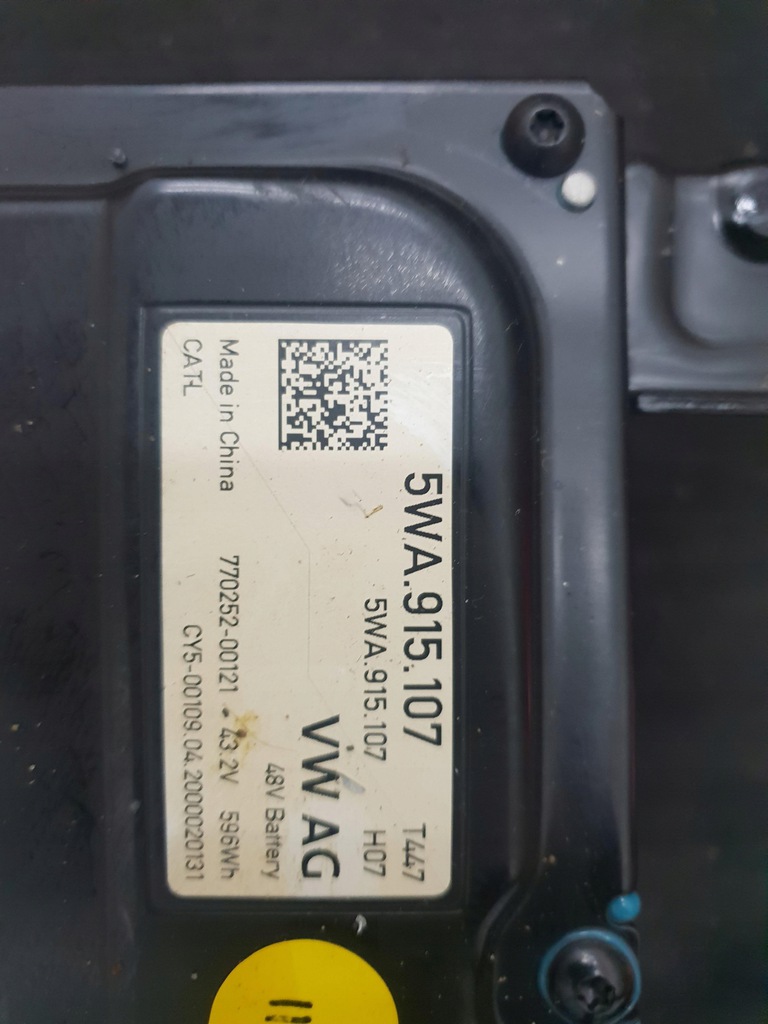 5WA.915.107 T447
5WA.915.107 H07
VW AG
48V Battery
Made in China 770252-00121 - 43.2V 596Wh
CATL CY5-00109.04.2000020131